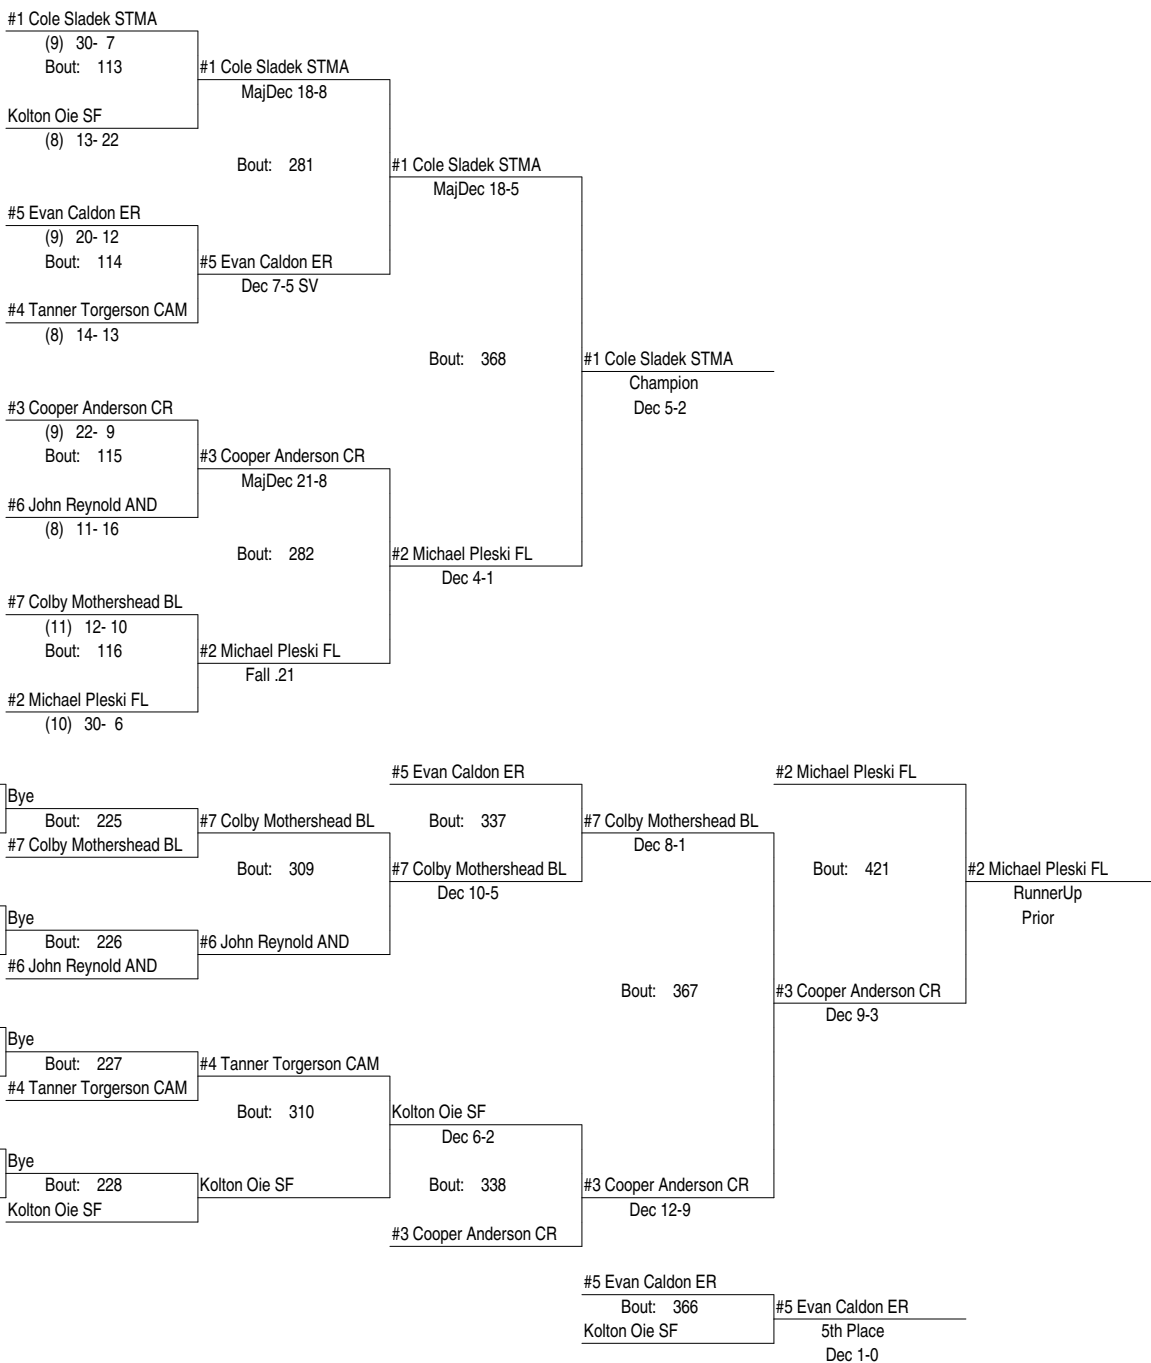 #1 Cole Sladek STMA
(9) 30- 7
Bout: 113
#1 Cole Sladek STMA
MajDec 18-8
Kolton Oie SF
(8) 13- 22
Bout: 281
#1 Cole Sladek STMA
MajDec 18-5
#5 Evan Caldon ER
(9) 20- 12
Bout: 114
#5 Evan Caldon ER
Dec 7-5 SV
#4 Tanner Torgerson CAM
(8) 14- 13
Bout: 368
#1 Cole Sladek STMA
Champion
Dec 5-2
#3 Cooper Anderson CR
(9) 22- 9
Bout: 115
#3 Cooper Anderson CR
MajDec 21-8
#6 John Reynold AND
(8) 11- 16
Bout: 282
#2 Michael Pleski FL
Dec 4-1
#7 Colby Mothershead BL
(11) 12- 10
Bout: 116
#2 Michael Pleski FL
Fall .21
#2 Michael Pleski FL
(10) 30- 6
#5 Evan Caldon ER
#2 Michael Pleski FL
Bye
Bout: 225
#7 Colby Mothershead BL
Bout: 337
#7 Colby Mothershead BL
#7 Colby Mothershead BL
Dec 8-1
Bout: 309
#7 Colby Mothershead BL
Dec 10-5
Bout: 421
#2 Michael Pleski FL
RunnerUp
Prior
Bye
Bout: 226
#6 John Reynold AND
#6 John Reynold AND
Bout: 367
#3 Cooper Anderson CR
Dec 9-3
Bye
Bout: 227
#4 Tanner Torgerson CAM
#4 Tanner Torgerson CAM
Bout: 310
Kolton Oie SF
Dec 6-2
Bye
Bout: 228
Kolton Oie SF
Bout: 338
#3 Cooper Anderson CR
Dec 12-9
Kolton Oie SF
#3 Cooper Anderson CR
#5 Evan Caldon ER
Bout: 366
#5 Evan Caldon ER
Kolton Oie SF
5th Place
Dec 1-0